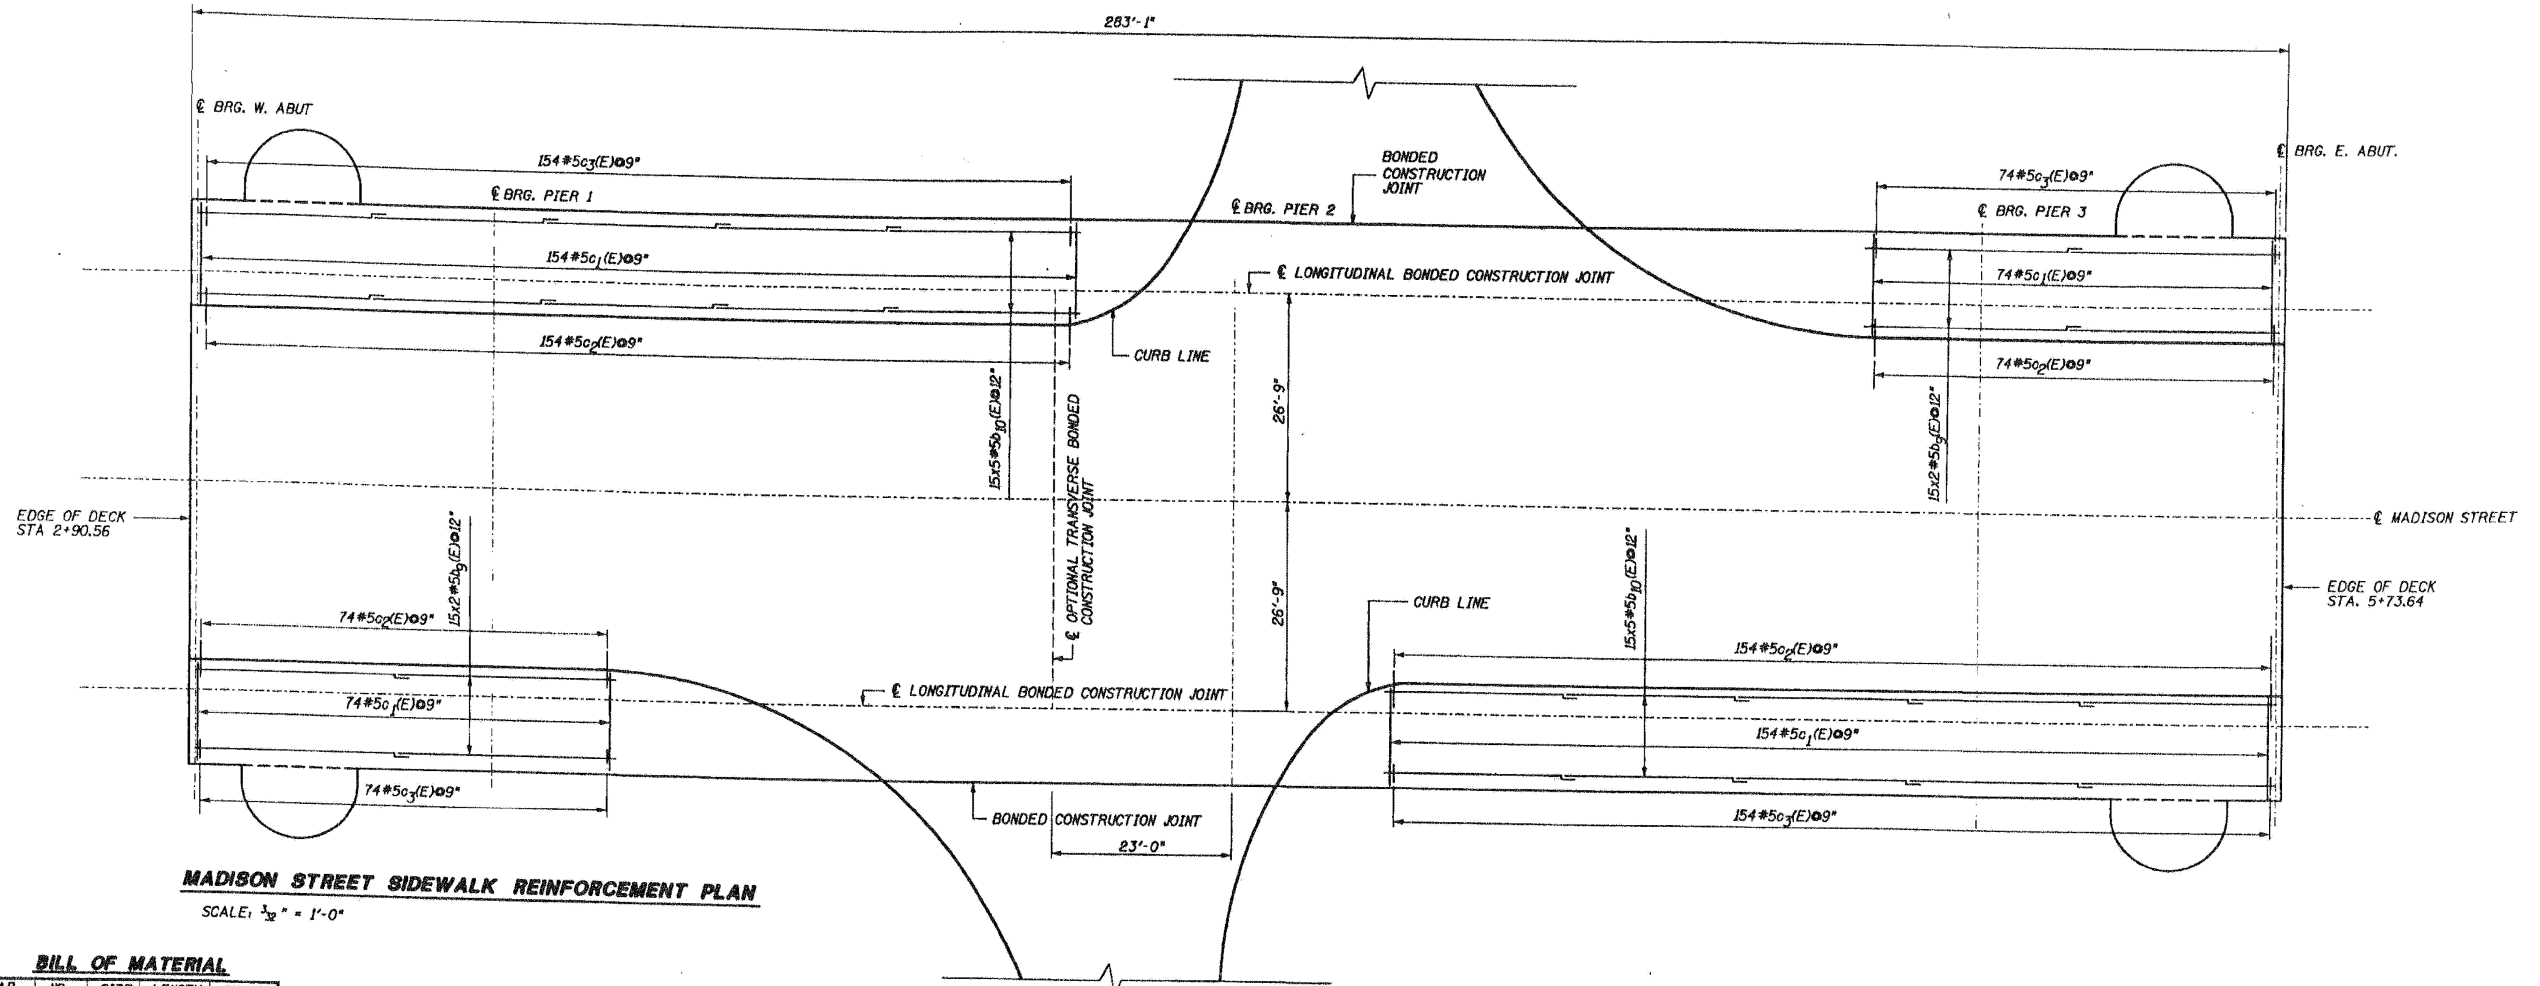 283'-1"
℄ BRG. W. ABUT
℄ BRG. E. ABUT.
154#5c3(E)@9"
BONDED
CONSTRUCTION
JOINT
74#5c3(E)@9"
℄ BRG. PIER 1
℄ BRG. PIER 2
℄ BRG. PIER 3
154#5c1(E)@9"
℄ LONGITUDINAL BONDED CONSTRUCTION JOINT
74#5c1(E)@9"
154#5c2(E)@9"
CURB LINE
74#5c2(E)@9"
15x5#5b10(E)@12"
℄ OPTIONAL TRANSVERSE BONDED
CONSTRUCTION JOINT
26'-9"
15x2#5b9(E)@12"
EDGE OF DECK
STA 2+90.56
℄ MADISON STREET
15x2#5b9(E)@12"
26'-9"
15x5#5b10(E)@12"
EDGE OF DECK
STA. 5+73.64
74#5c2(E)@9"
CURB LINE
154#5c2(E)@9"
℄ LONGITUDINAL BONDED CONSTRUCTION JOINT
74#5c1(E)@9"
154#5c1(E)@9"
74#5c3(E)@9"
BONDED CONSTRUCTION JOINT
154#5c3(E)@9"
23'-0"
MADISON STREET SIDEWALK REINFORCEMENT PLAN
SCALE: 3/32" = 1'-0"
BILL OF MATERIAL